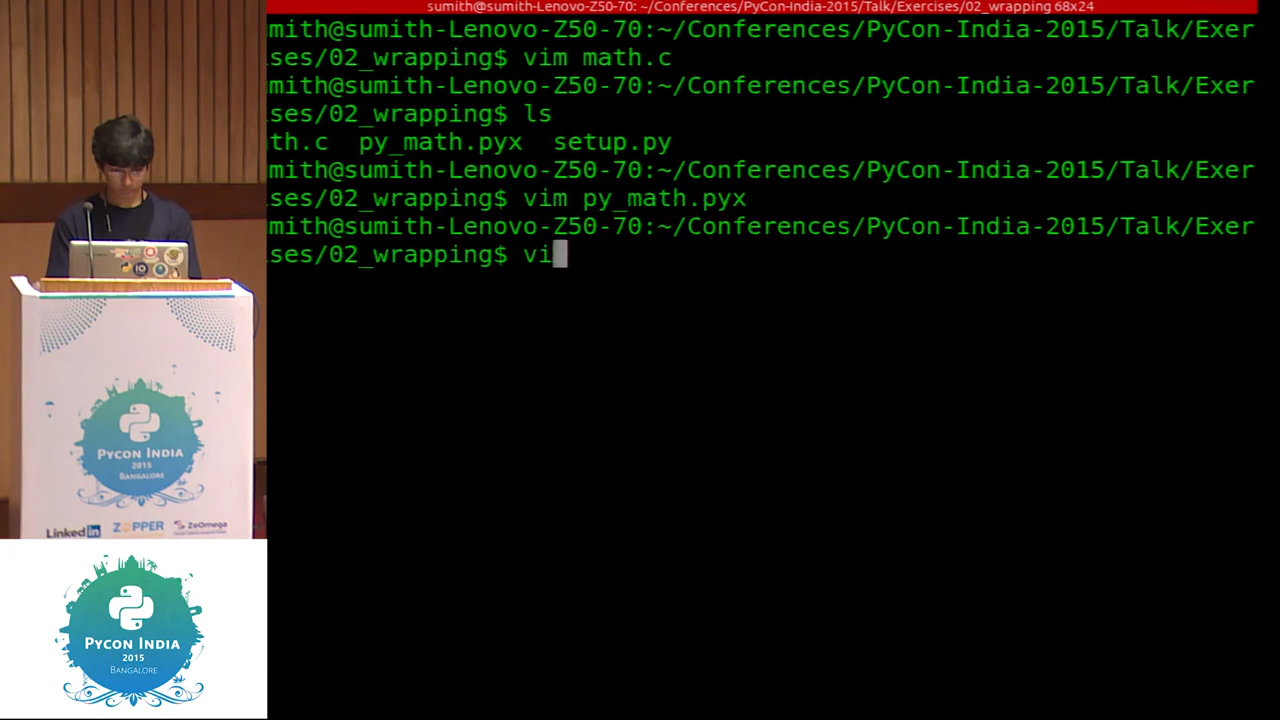 sumith@sumith-Lenovo-Z50-70: ~/Conferences/PyCon-India-2015/Talk/Exercises/02_wrapping 68x24
mith@sumith-Lenovo-Z50-70:~/Conferences/PyCon-India-2015/Talk/Exer
ses/02_wrapping$ vim math.c
mith@sumith-Lenovo-Z50-70:~/Conferences/PyCon-India-2015/Talk/Exer
ses/02_wrapping$ ls
th.c  py_math.pyx  setup.py
mith@sumith-Lenovo-Z50-70:~/Conferences/PyCon-India-2015/Talk/Exer
ses/02_wrapping$ vim py_math.pyx
mith@sumith-Lenovo-Z50-70:~/Conferences/PyCon-India-2015/Talk/Exer
ses/02_wrapping$ vi
PYCON INDIA
2015
BANGALORE
LinkedIn ZOPPER ZeOmega
PYCON INDIA
2015
BANGALORE